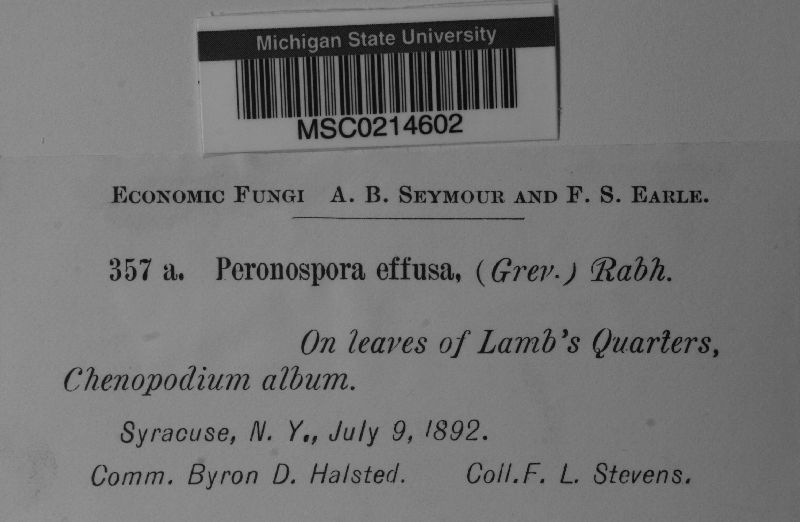 Michigan State University
MSC0214602
Economic Fungi A. B. Seymour and F. S. Earle.
357 a. Peronospora effusa, (Grev.) Rabh.
On leaves of Lamb's Quarters,
Chenopodium album.
Syracuse, N. Y., July 9, 1892.
Comm. Byron D. Halsted. Coll. F. L. Stevens.